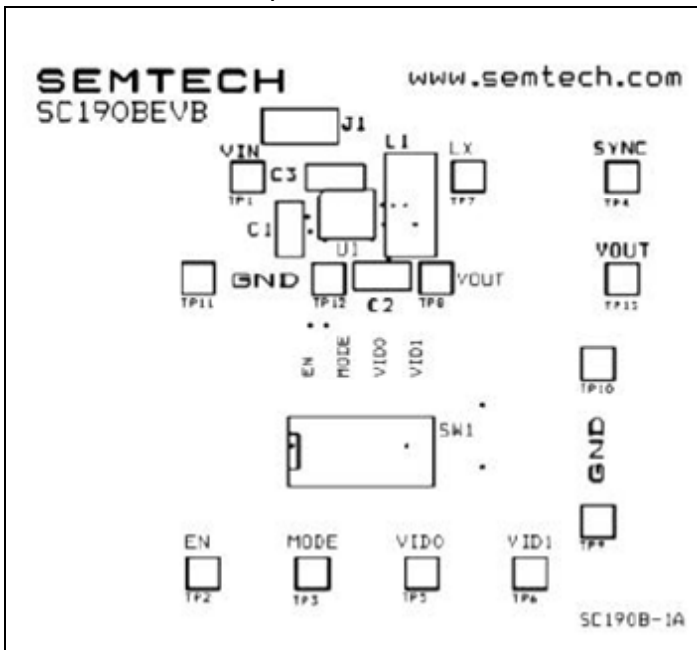 SEMTECH
www.semtech.com
SC190BEVB
J1
VIN
C3
L1
LX
SYNC
TP1
TP7
TP4
C1
U1
VOUT
GND
VOUT
TP11
TP12
C2
TP8
TP13
EN
MODE
VID0
VID1
TP10
SW1
GND
TP9
EN
MODE
VID0
VID1
TP2
TP3
TP5
TP6
SC190B-1A